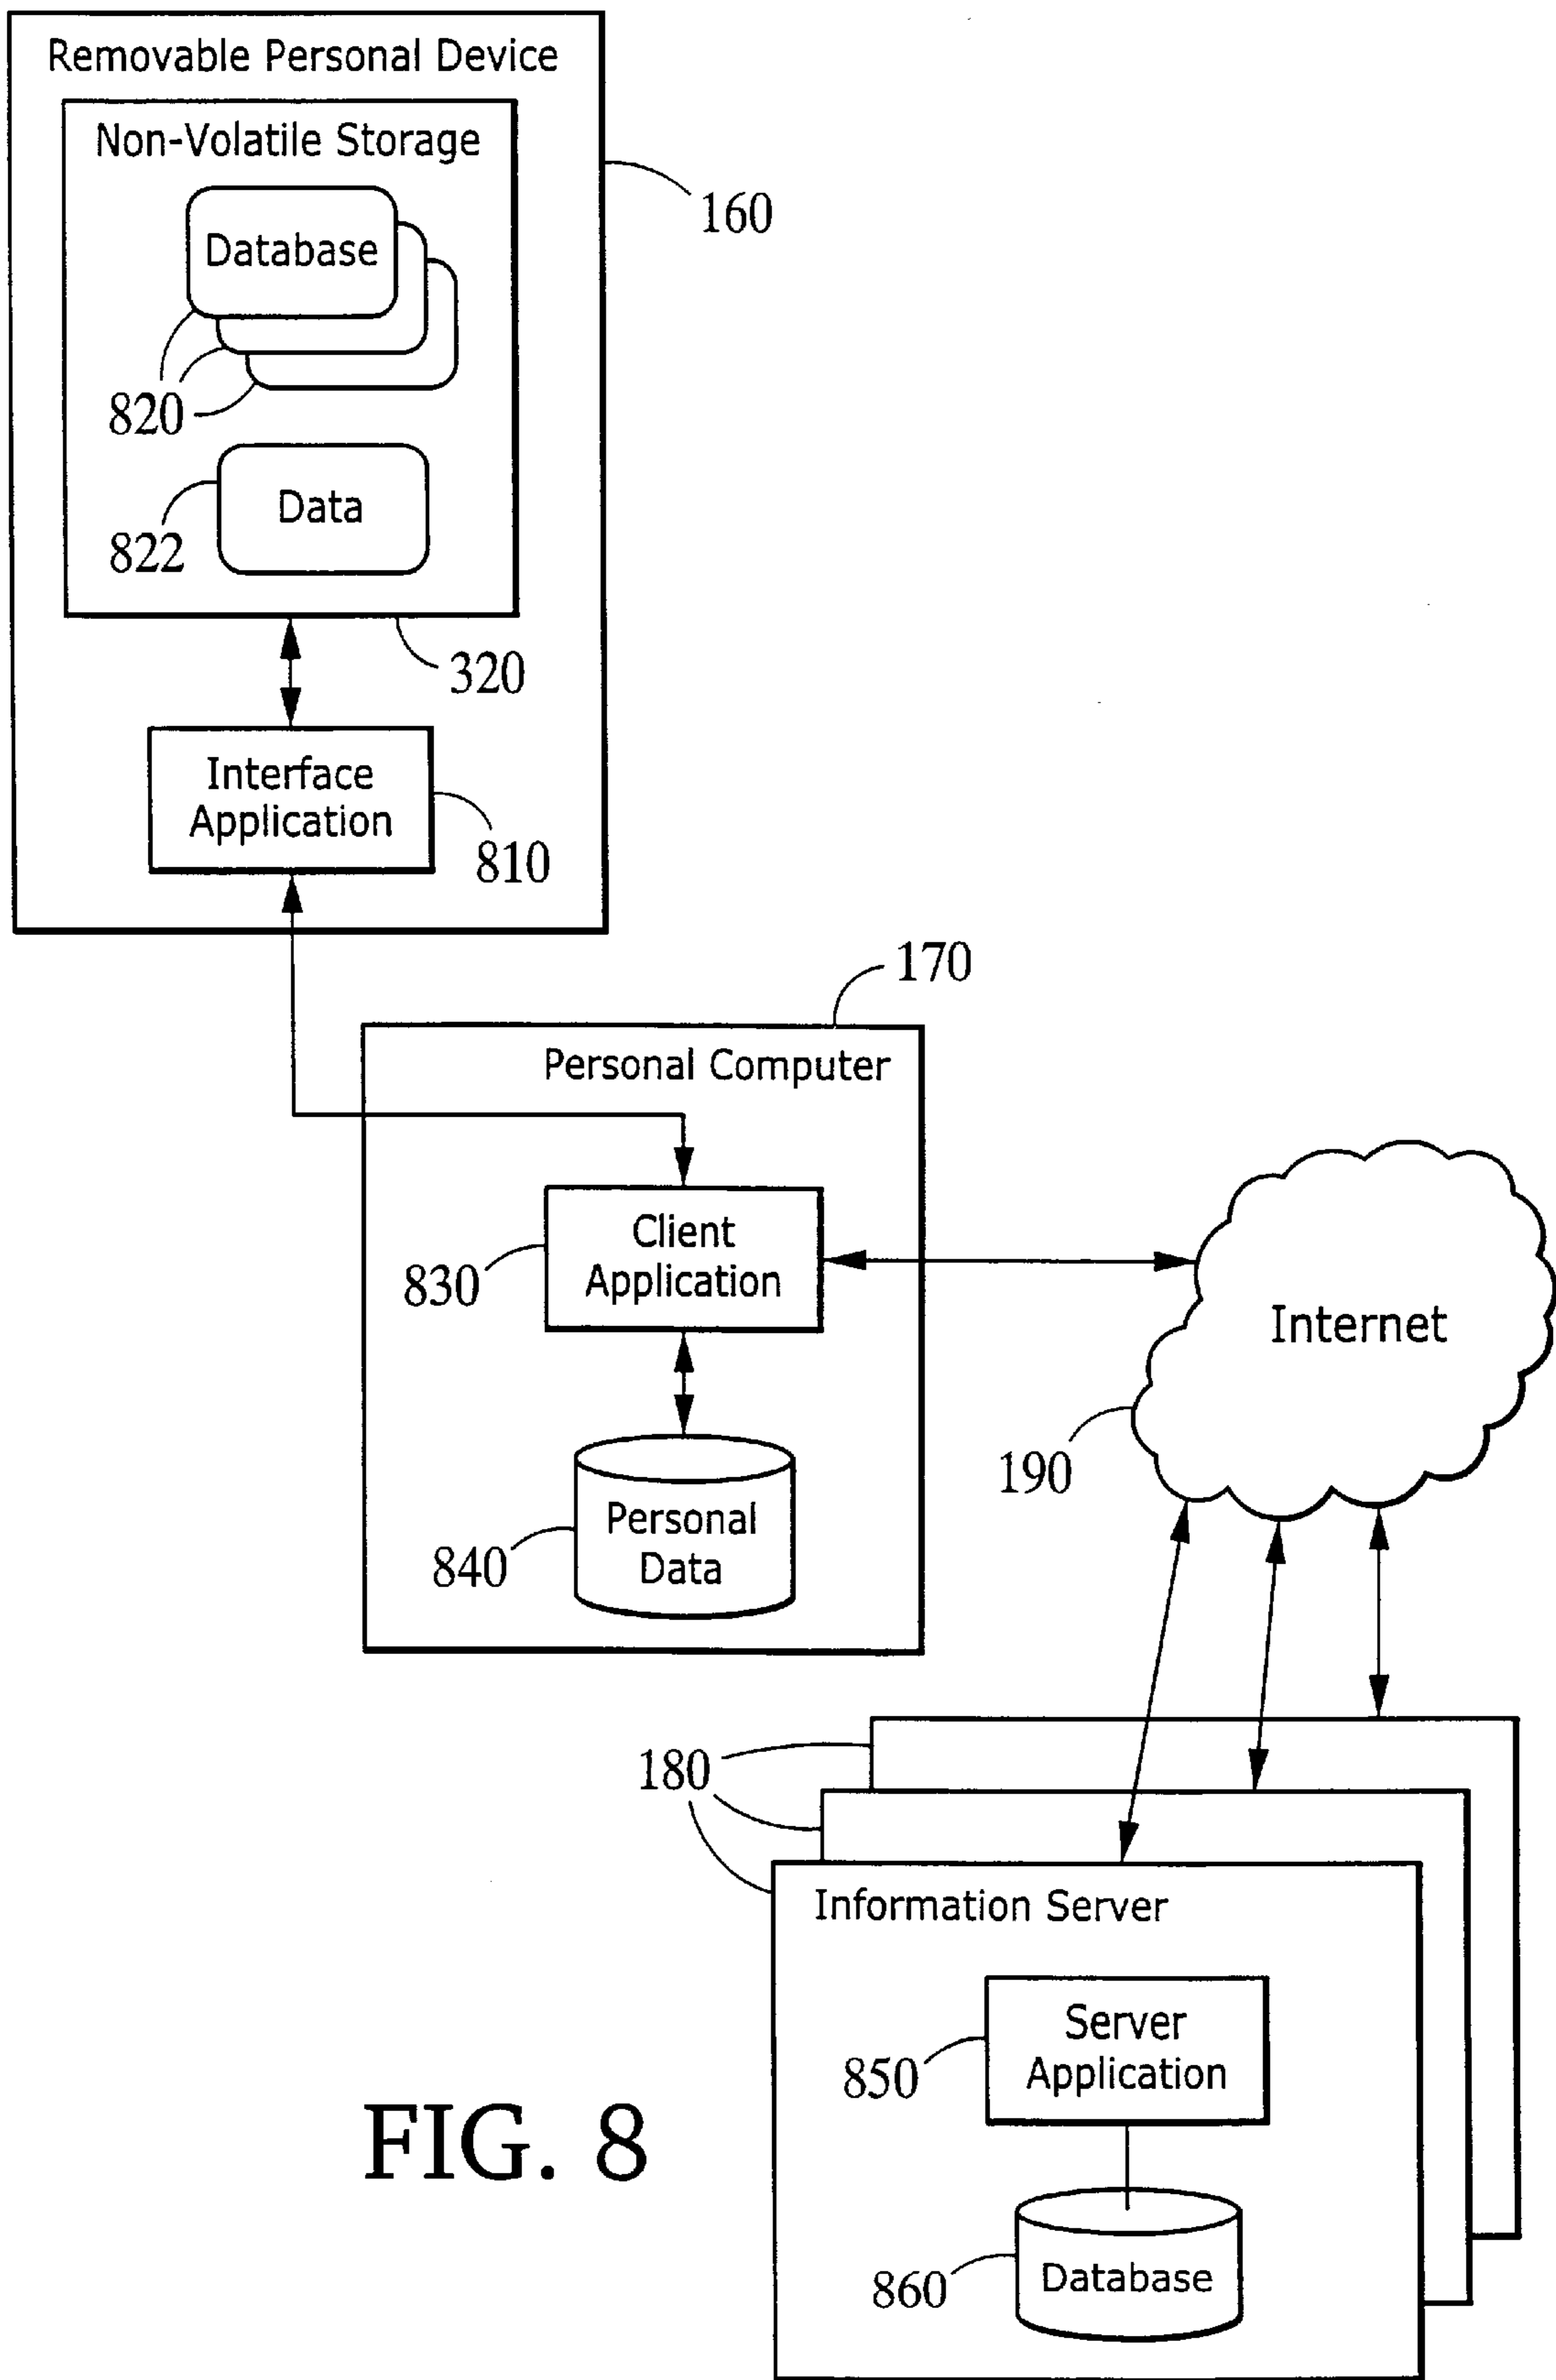 Removable Personal Device
Non-Volatile Storage
160
Database
820
Data
822
320
Interface
Application
810
170
Personal Computer
Client
Application
830
Internet
190
Personal
Data
840
180
Information Server
Server
Application
850
FIG. 8
Database
860